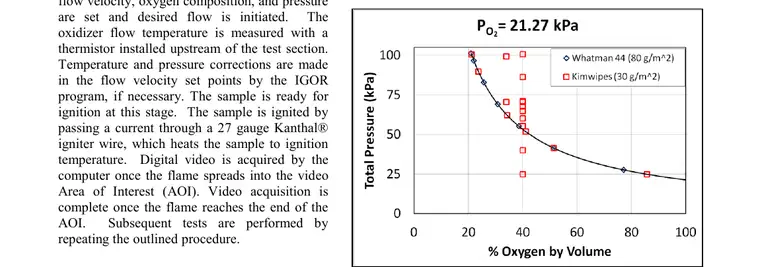 flow velocity, oxygen composition, and pressure
are set and desired flow is initiated. The
oxidizer flow temperature is measured with a
thermistor installed upstream of the test section.
Temperature and pressure corrections are made
in the flow velocity set points by the IGOR
program, if necessary. The sample is ready for
ignition at this stage. The sample is ignited by
passing a current through a 27 gauge Kanthal®
igniter wire, which heats the sample to ignition
temperature. Digital video is acquired by the
computer once the flame spreads into the video
Area of Interest (AOI). Video acquisition is
complete once the flame reaches the end of the
AOI. Subsequent tests are performed by
repeating the outlined procedure.
PO2= 21.27 kPa
Whatman 44 (80 g/m^2)
Kimwipes (30 g/m^2)
Total Pressure (kPa)
100
75
50
25
0
0 20 40 60 80 100
% Oxygen by Volume